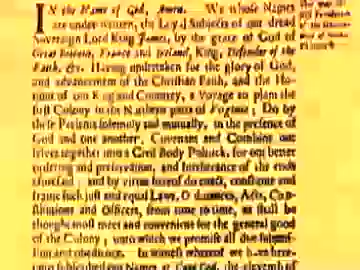 IN the Name of God, Amen. We whose Names
are under-written, the Loyal Subjects of our dread
Sovereign Lord King James, by the grace of God of
Great Britain, France and Ireland, King, Defender of the
Faith, &c. Having undertaken for the glory of God,
and advancement of the Christian Faith, and the Ho-
nour of our King and Countrey, a Voyage to plant the
first Colony in the Northern parts of Virginia; Do by
these Presents solemnly and mutually, in the presence of
God and one another, Covenant and Combine our
selves together into a Civil Body Politick, for our better
ordering and preservation, and furtherance of the ends
aforesaid: and by virtue hereof do enact, constitute and
frame such just and equal Laws, Ordinances, Acts, Con-
stitutions and Officers, from time to time, as shall be
thought most meet and convenient for the general good
of the Colony; unto which we promise all due submis-
sion and obedience. In witness whereof we have here-
unto subscribed our Names at Cape Cod, the eleventh of